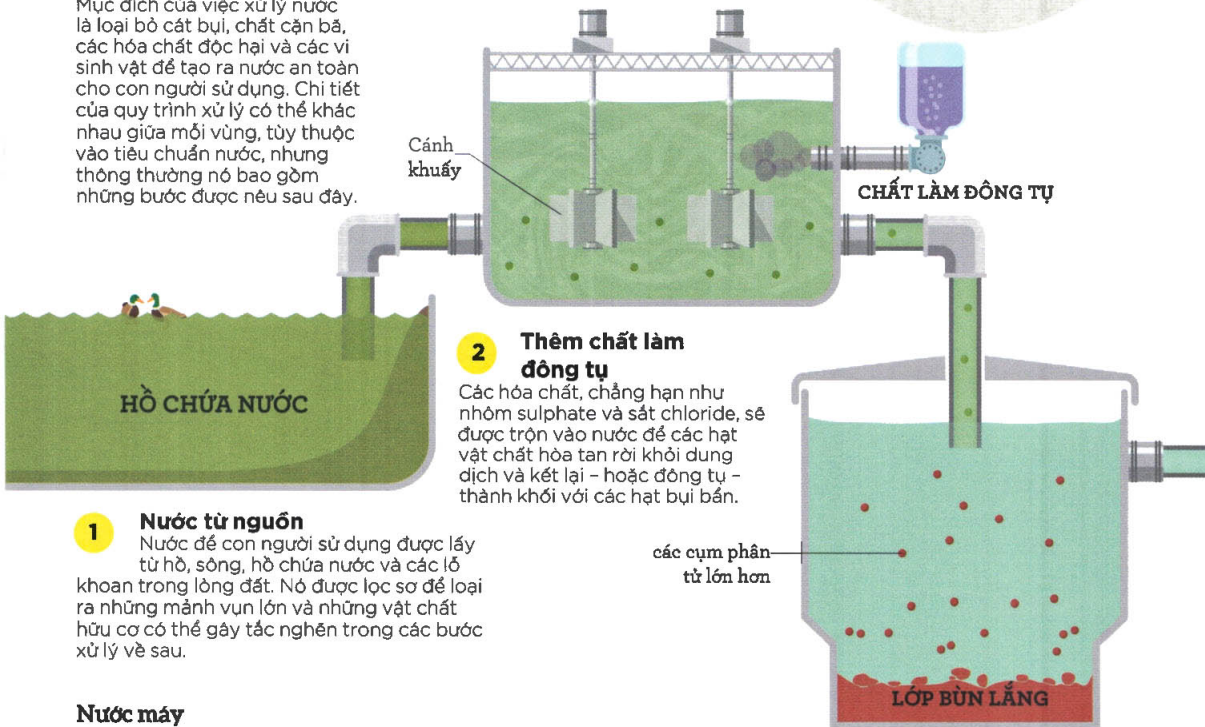 Mục đích của việc xử lý nước
là loại bỏ cát bụi, chất cặn bã,
các hóa chất độc hại và các vi
sinh vật để tạo ra nước an toàn
cho con người sử dụng. Chi tiết
của quy trình xử lý có thể khác
nhau giữa mỗi vùng, tùy thuộc
vào tiêu chuẩn nước, nhưng
thông thường nó bao gồm
những bước được nêu sau đây.
Cánh
khuấy
CHẤT LÀM ĐÔNG TỤ
HỒ CHỨA NƯỚC
2
Thêm chất làm
đông tụ
Các hóa chất, chẳng hạn như
nhôm sulphate và sắt chloride, sẽ
được trộn vào nước để các hạt
vật chất hòa tan rời khỏi dung
dịch và kết lại – hoặc đông tụ –
thành khối với các hạt bụi bẩn.
1
Nước từ nguồn
Nước để con người sử dụng được lấy
từ hồ, sông, hồ chứa nước và các lỗ
khoan trong lòng đất. Nó được lọc sơ để loại
ra những mảnh vụn lớn và những vật chất
hữu cơ có thể gây tắc nghẽn trong các bước
xử lý về sau.
các cụm phân
tử lớn hơn
LỚP BÙN LẮNG
Nước máy